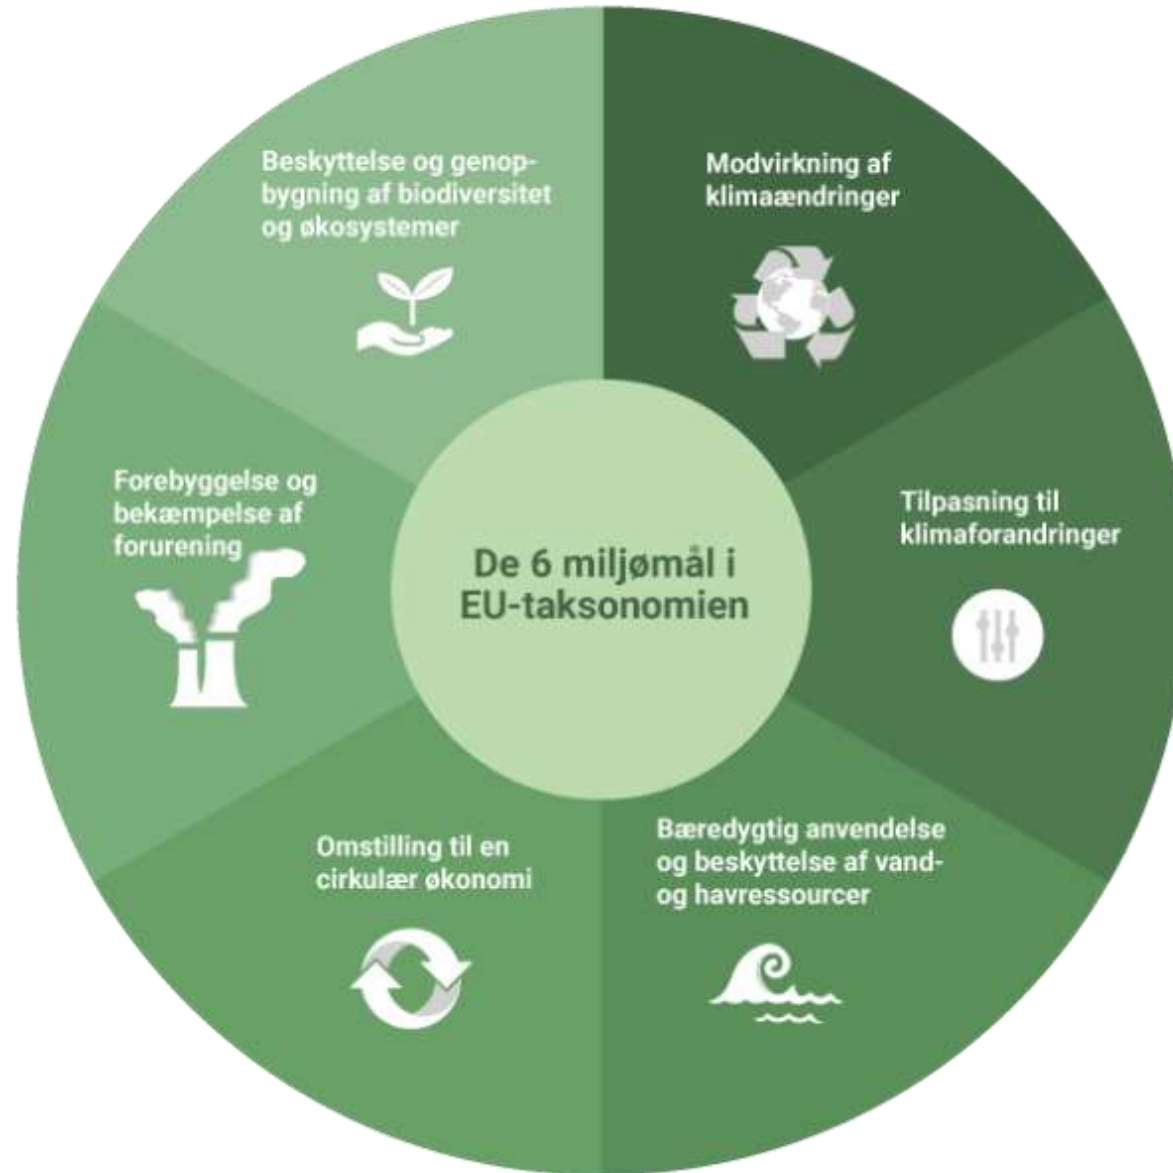 De 6 miljømål i
EU-taksonomien
Modvirkning af
klimaændringer
Tilpasning til
klimaforandringer
Bæredygtig anvendelse
og beskyttelse af vand-
og havressourcer
Omstilling til en
cirkulær økonomi
Forebyggelse og
bekæmpelse af
forurening
Beskyttelse og genop-
bygning af biodiversitet
og økosystemer